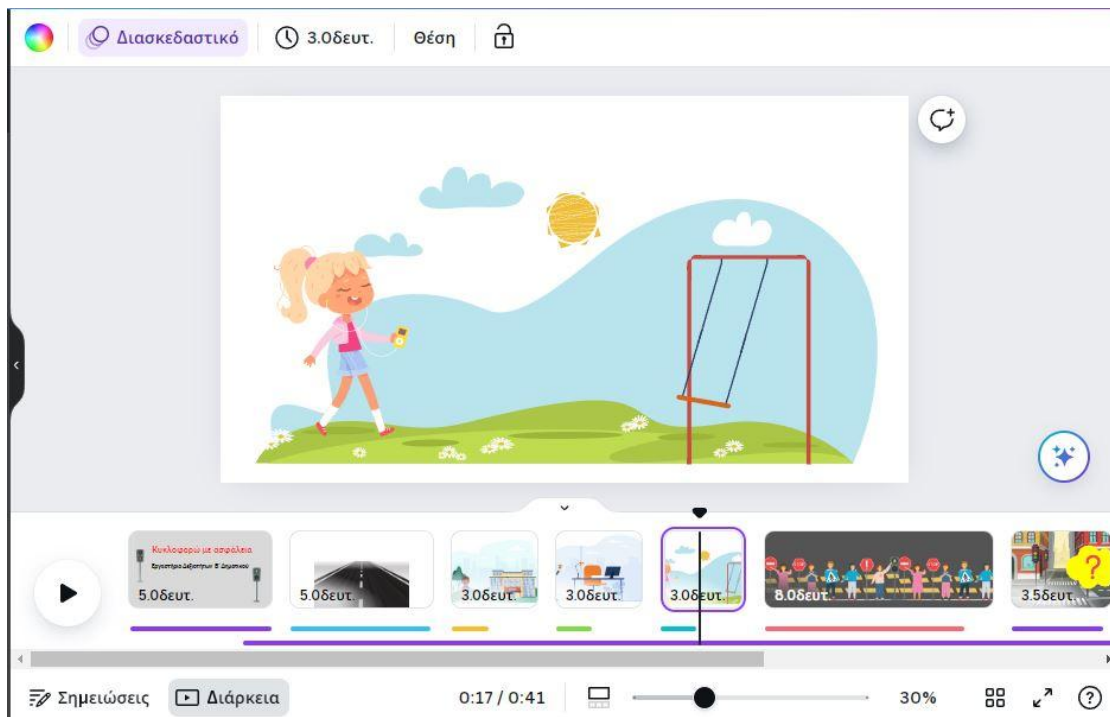 Διασκεδαστικό 3.0δευτ. Θέση
Κυκλοφορώ με ασφάλεια
Εργαστήρια Δεξιοτήτων Β' Δημοτικού
5.0δευτ. 5.0δευτ. 3.0δευτ. 3.0δευτ. 3.0δευτ. 8.0δευτ. 3.5δευτ.
?
Σημειώσεις Διάρκεια 0:17 / 0:41 30% ?